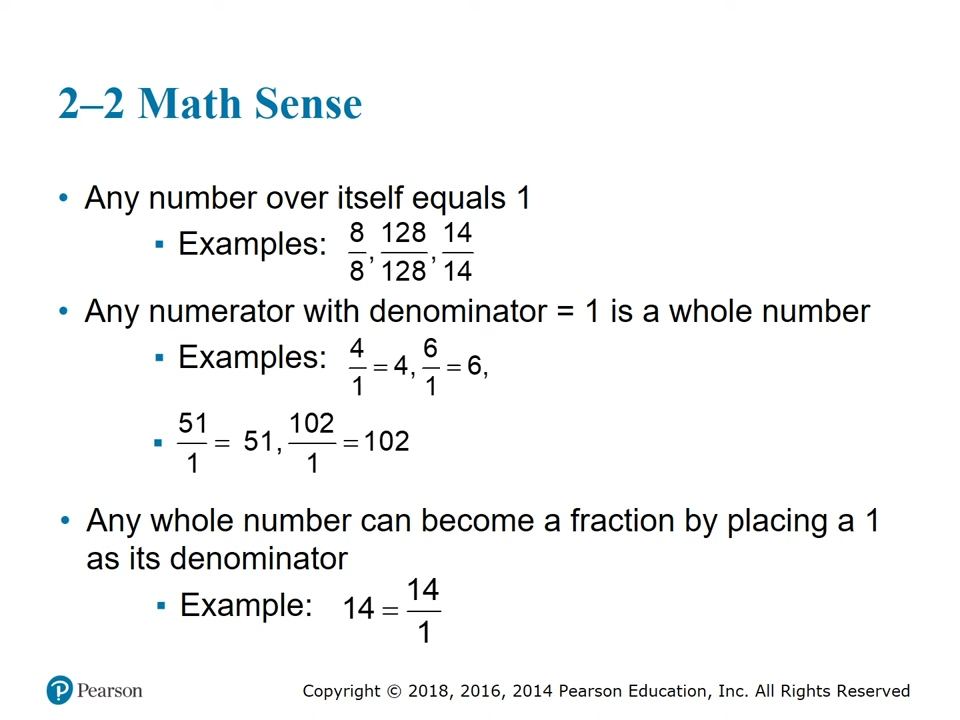 2–2 Math Sense
• Any number over itself equals 1
▪ Examples: 8/8, 128/128, 14/14
• Any numerator with denominator = 1 is a whole number
▪ Examples: 4/1 = 4, 6/1 = 6,
▪ 51/1 = 51, 102/1 = 102
• Any whole number can become a fraction by placing a 1
as its denominator
▪ Example: 14 = 14/1
P Pearson
Copyright © 2018, 2016, 2014 Pearson Education, Inc. All Rights Reserved